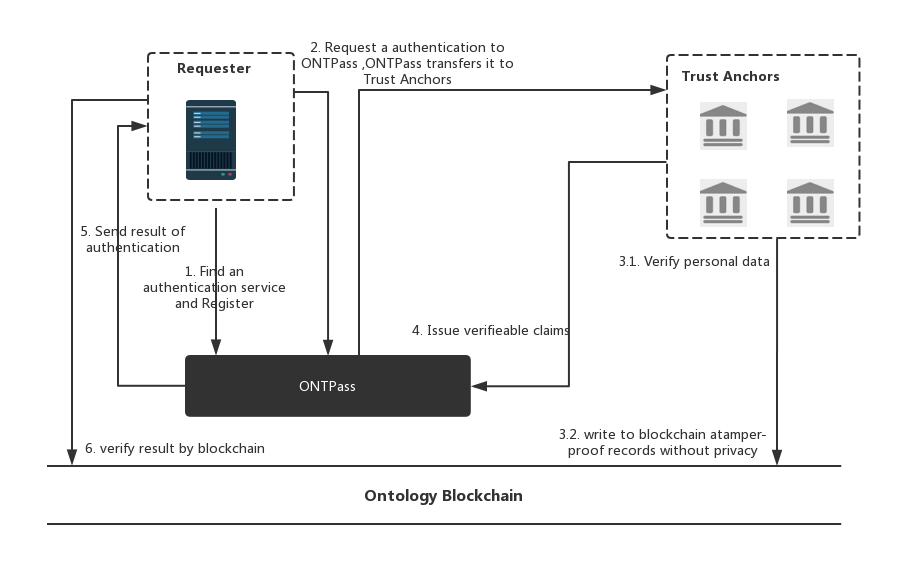 2. Request a authentication to
ONTPass ,ONTPass transfers it to
Trust Anchors
Requester
Trust Anchors
5. Send result of
authentication
1. Find an
authentication service
and Register
3.1. Verify personal data
4. Issue verifieable claims
ONTPass
3.2. write to blockchain atamper-
proof records without privacy
6. verify result by blockchain
Ontology Blockchain